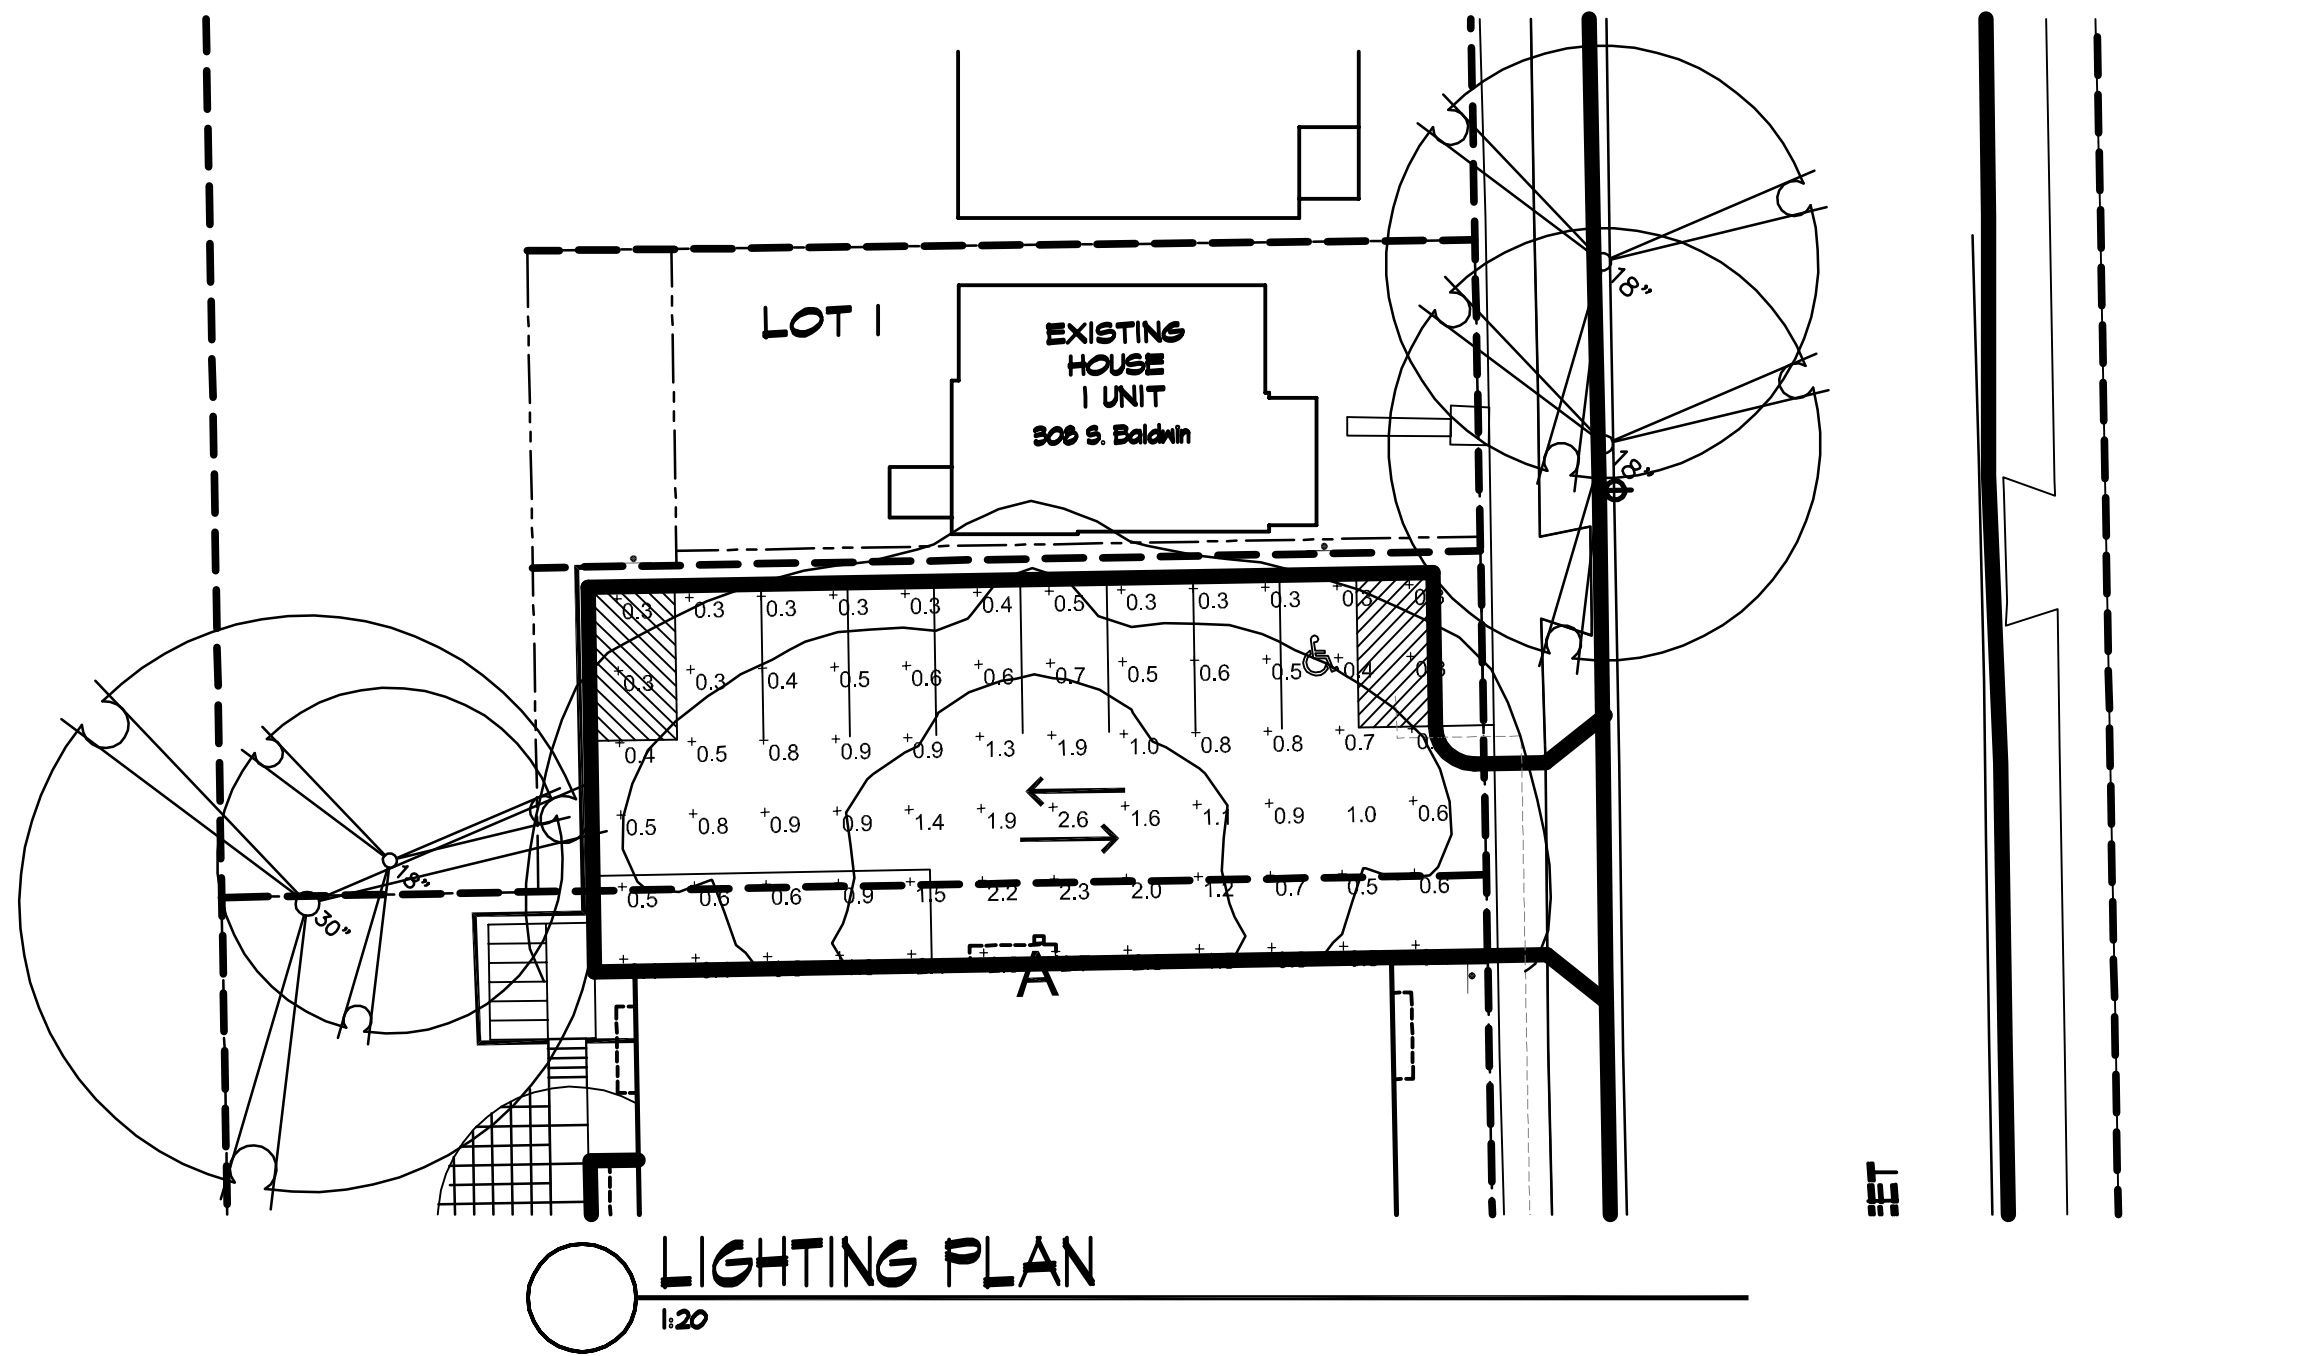 18"
LOT 1
EXISTING
HOUSE
1 UNIT
308 S. Baldwin
18"
0.3 0.3 0.3 0.3 0.3 0.4 0.5 0.3 0.3 0.3 0.3
0.3 0.3 0.4 0.5 0.6 0.6 0.7 0.5 0.6 0.5 0.4
0.4 0.5 0.8 0.9 0.9 1.3 1.9 1.0 0.8 0.8 0.7
0.5 0.8 0.9 0.9 1.4 1.9 2.6 1.6 1.1 0.9 1.0 0.6
18"
0.5 0.6 0.6 0.9 1.5 2.2 2.3 2.0 1.2 0.7 0.5 0.6
30"
A
LIGHTING PLAN
1:20